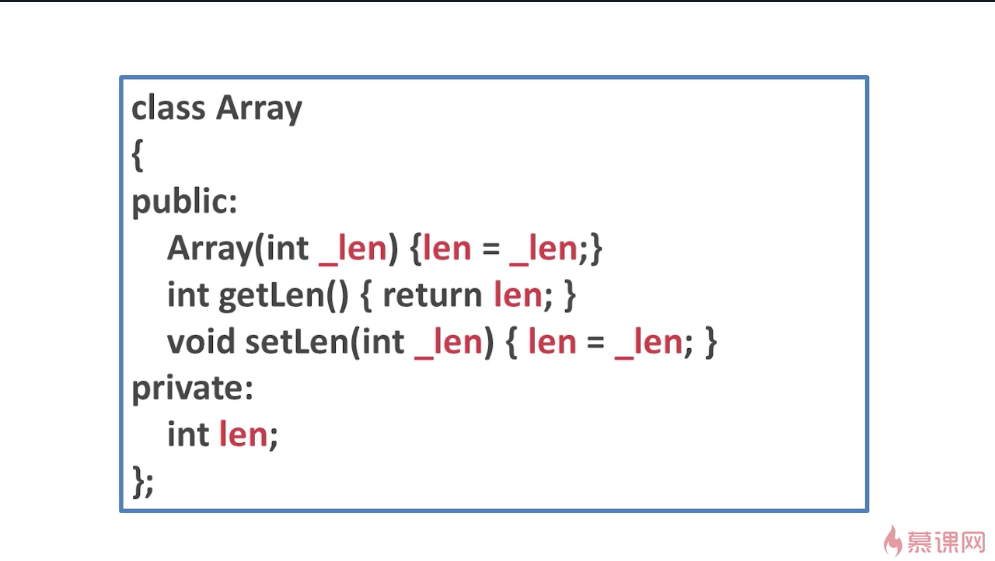 class Array
{
public:
Array(int _len) {len = _len;}
int getLen() { return len; }
void setLen(int _len) { len = _len; }
private:
int len;
};
慕课网